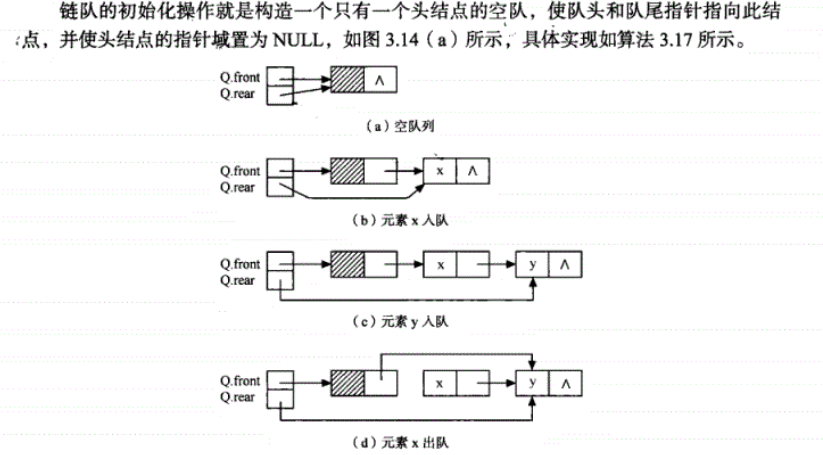 链队的初始化操作就是构造一个只有一个头结点的空队，使队头和队尾指针指向此结
点，并使头结点的指针域置为 NULL，如图 3.14（a）所示，具体实现如算法 3.17 所示。
Q.front
Q.rear
∧
（a）空队列
Q.front
Q.rear
x ∧
（b）元素 x 入队
Q.front
Q.rear
x y ∧
（c）元素 y 入队
Q.front
Q.rear
x y ∧
（d）元素 x 出队